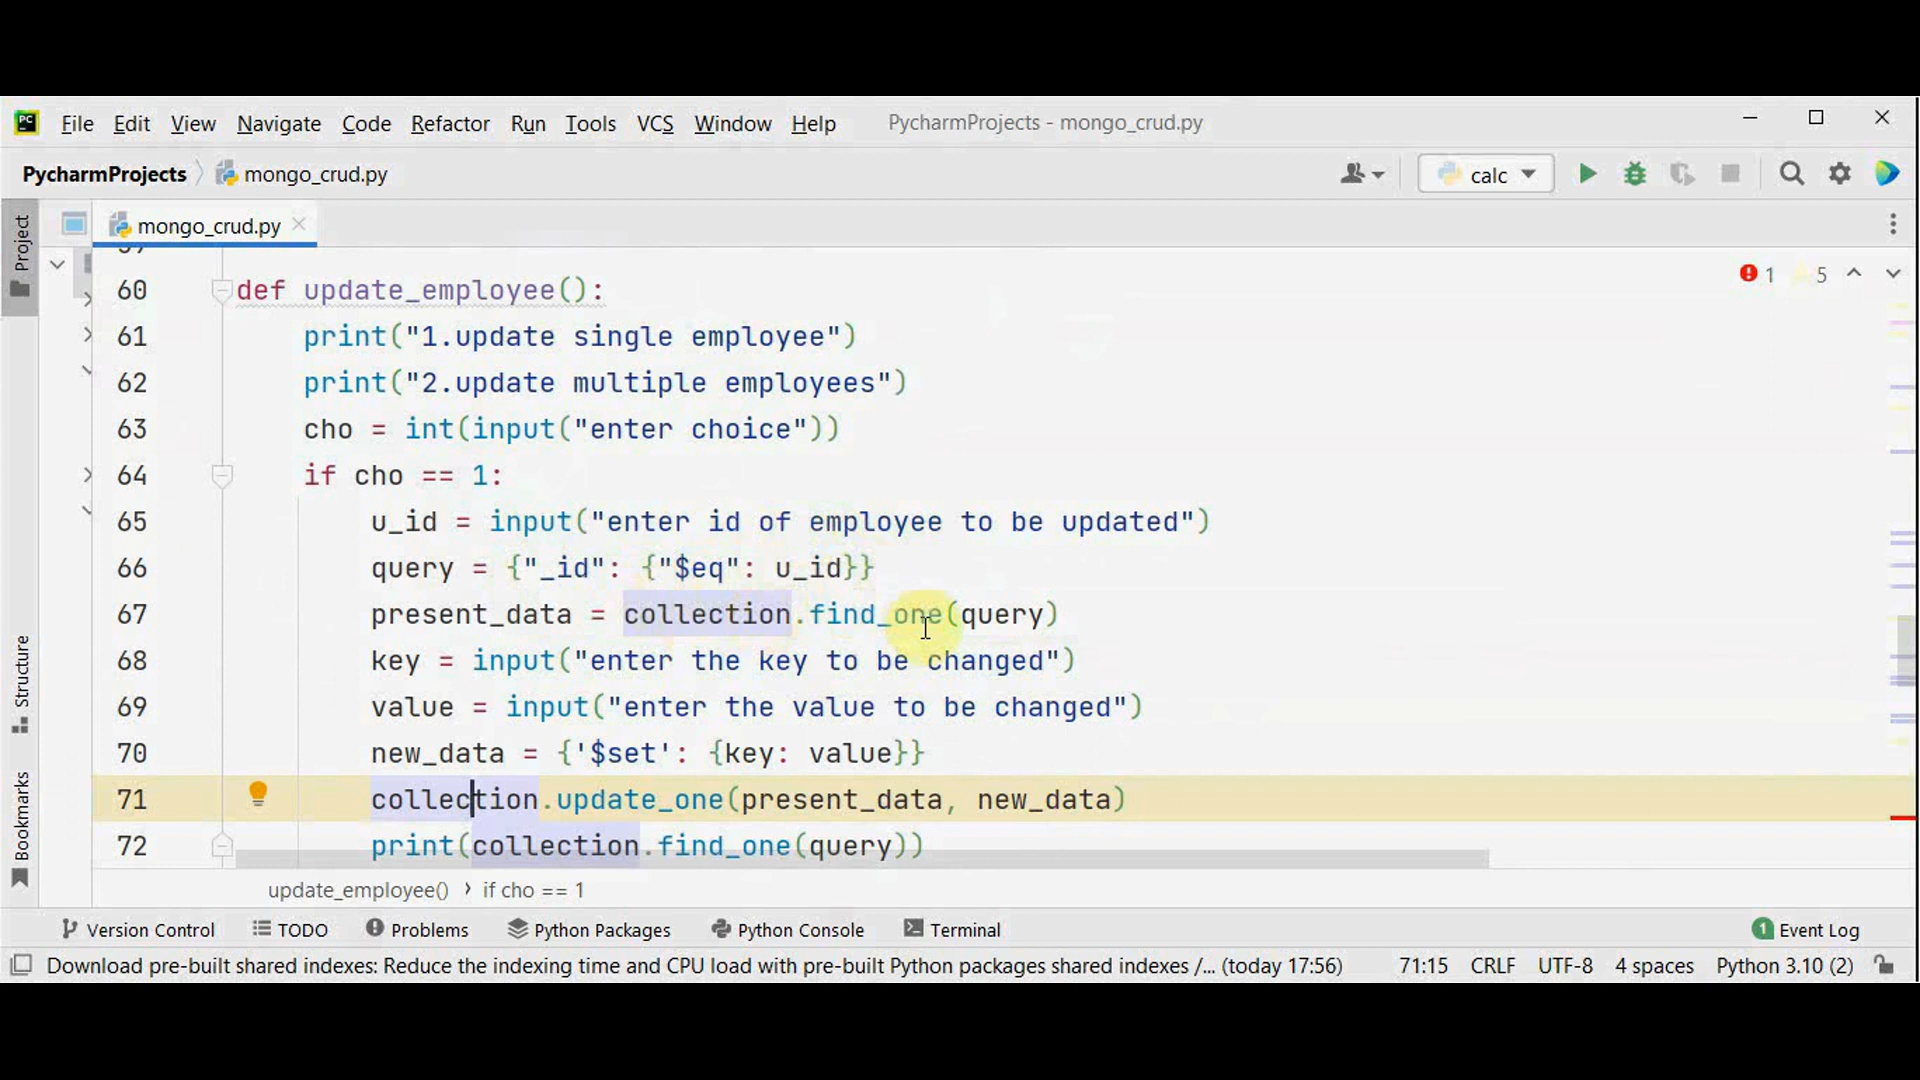 PC File Edit View Navigate Code Refactor Run Tools VCS Window Help PycharmProjects - mongo_crud.py
PycharmProjects mongo_crud.py calc
mongo_crud.py
Project
Structure
Bookmarks
1 5
60 def update_employee():
61 print("1.update single employee")
62 print("2.update multiple employees")
63 cho = int(input("enter choice"))
64 if cho == 1:
65 u_id = input("enter id of employee to be updated")
66 query = {"_id": {"$eq": u_id}}
67 present_data = collection.find_one(query)
68 key = input("enter the key to be changed")
69 value = input("enter the value to be changed")
70 new_data = {'$set': {key: value}}
71 collection.update_one(present_data, new_data)
72 print(collection.find_one(query))
update_employee() › if cho == 1
Version Control TODO Problems Python Packages Python Console Terminal 1 Event Log
Download pre-built shared indexes: Reduce the indexing time and CPU load with pre-built Python packages shared indexes /... (today 17:56) 71:15 CRLF UTF-8 4 spaces Python 3.10 (2)